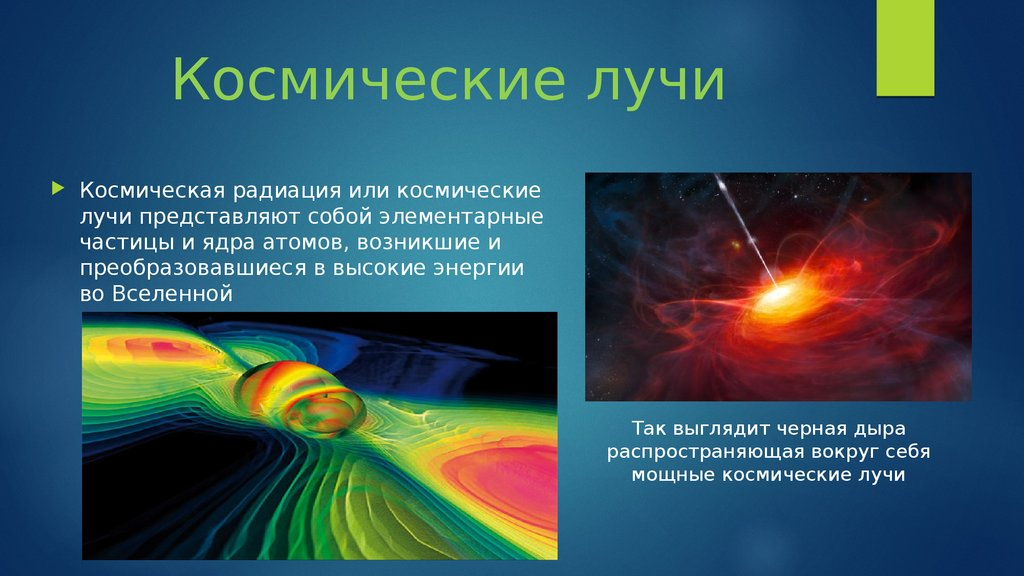 Космические лучи
Космическая радиация или космические
лучи представляют собой элементарные
частицы и ядра атомов, возникшие и
преобразовавшиеся в высокие энергии
во Вселенной
Так выглядит черная дыра
распространяющая вокруг себя
мощные космические лучи